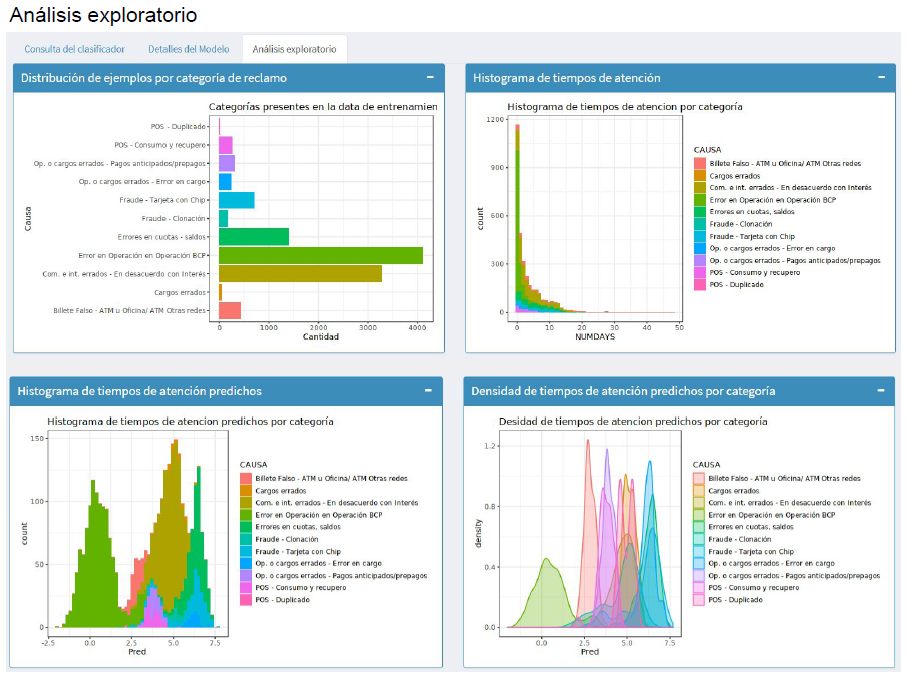 Análisis exploratorio
Consulta del clasificador
Detalles del Modelo
Análisis exploratorio
Distribución de ejemplos por categoría de reclamo
Categorías presentes en la data de entrenamien
POS - Duplicado
POS - Consumo y recupero
Op. o cargos errados - Pagos anticipados/prepagos
Op. o cargos errados - Error en cargo
Fraude - Tarjeta con Chip
Fraude - Clonación
Errores en cuotas - saldos
Error en Operación en Operación BCP
Com. e int. errados - En desacuerdo con Interés
Cargos errados
Billete Falso - ATM u Oficina/ ATM Otras redes
Causa
0 1000 2000 3000 4000
Cantidad
Histograma de tiempos de atención
Histograma de tiempos de atencion por categoría
1200
900
600
300
0
count
0 10 20 30 40 50
NUMDAYS
CAUSA
Billete Falso - ATM u Oficina/ ATM Otras redes
Cargos errados
Com. e int. errados - En desacuerdo con Interés
Error en Operación en Operación BCP
Errores en cuotas, saldos
Fraude - Clonación
Fraude - Tarjeta con Chip
Op. o cargos errados - Error en cargo
Op. o cargos errados - Pagos anticipados/prepagos
POS - Consumo y recupero
POS - Duplicado
Histograma de tiempos de atención predichos
Histograma de tiempos de atencion predichos por categoría
150
100
50
0
count
-2.5 0.0 2.5 5.0 7.5
Pred
CAUSA
Billete Falso - ATM u Oficina/ ATM Otras redes
Cargos errados
Com. e int. errados - En desacuerdo con Interés
Error en Operación en Operación BCP
Errores en cuotas, saldos
Fraude - Clonación
Fraude - Tarjeta con Chip
Op. o cargos errados - Error en cargo
Op. o cargos errados - Pagos anticipados/prepagos
POS - Consumo y recupero
POS - Duplicado
Densidad de tiempos de atención predichos por categoría
Desidad de tiempos de atencion predichos por categoría
1.2
0.8
0.4
0.0
density
0.0 2.5 5.0 7.5
Pred
CAUSA
Billete Falso - ATM u Oficina/ ATM Otras redes
Cargos errados
Com. e int. errados - En desacuerdo con Interés
Error en Operación en Operación BCP
Errores en cuotas, saldos
Fraude - Clonación
Fraude - Tarjeta con Chip
Op. o cargos errados - Error en cargo
Op. o cargos errados - Pagos anticipados/prepagos
POS - Consumo y recupero
POS - Duplicado